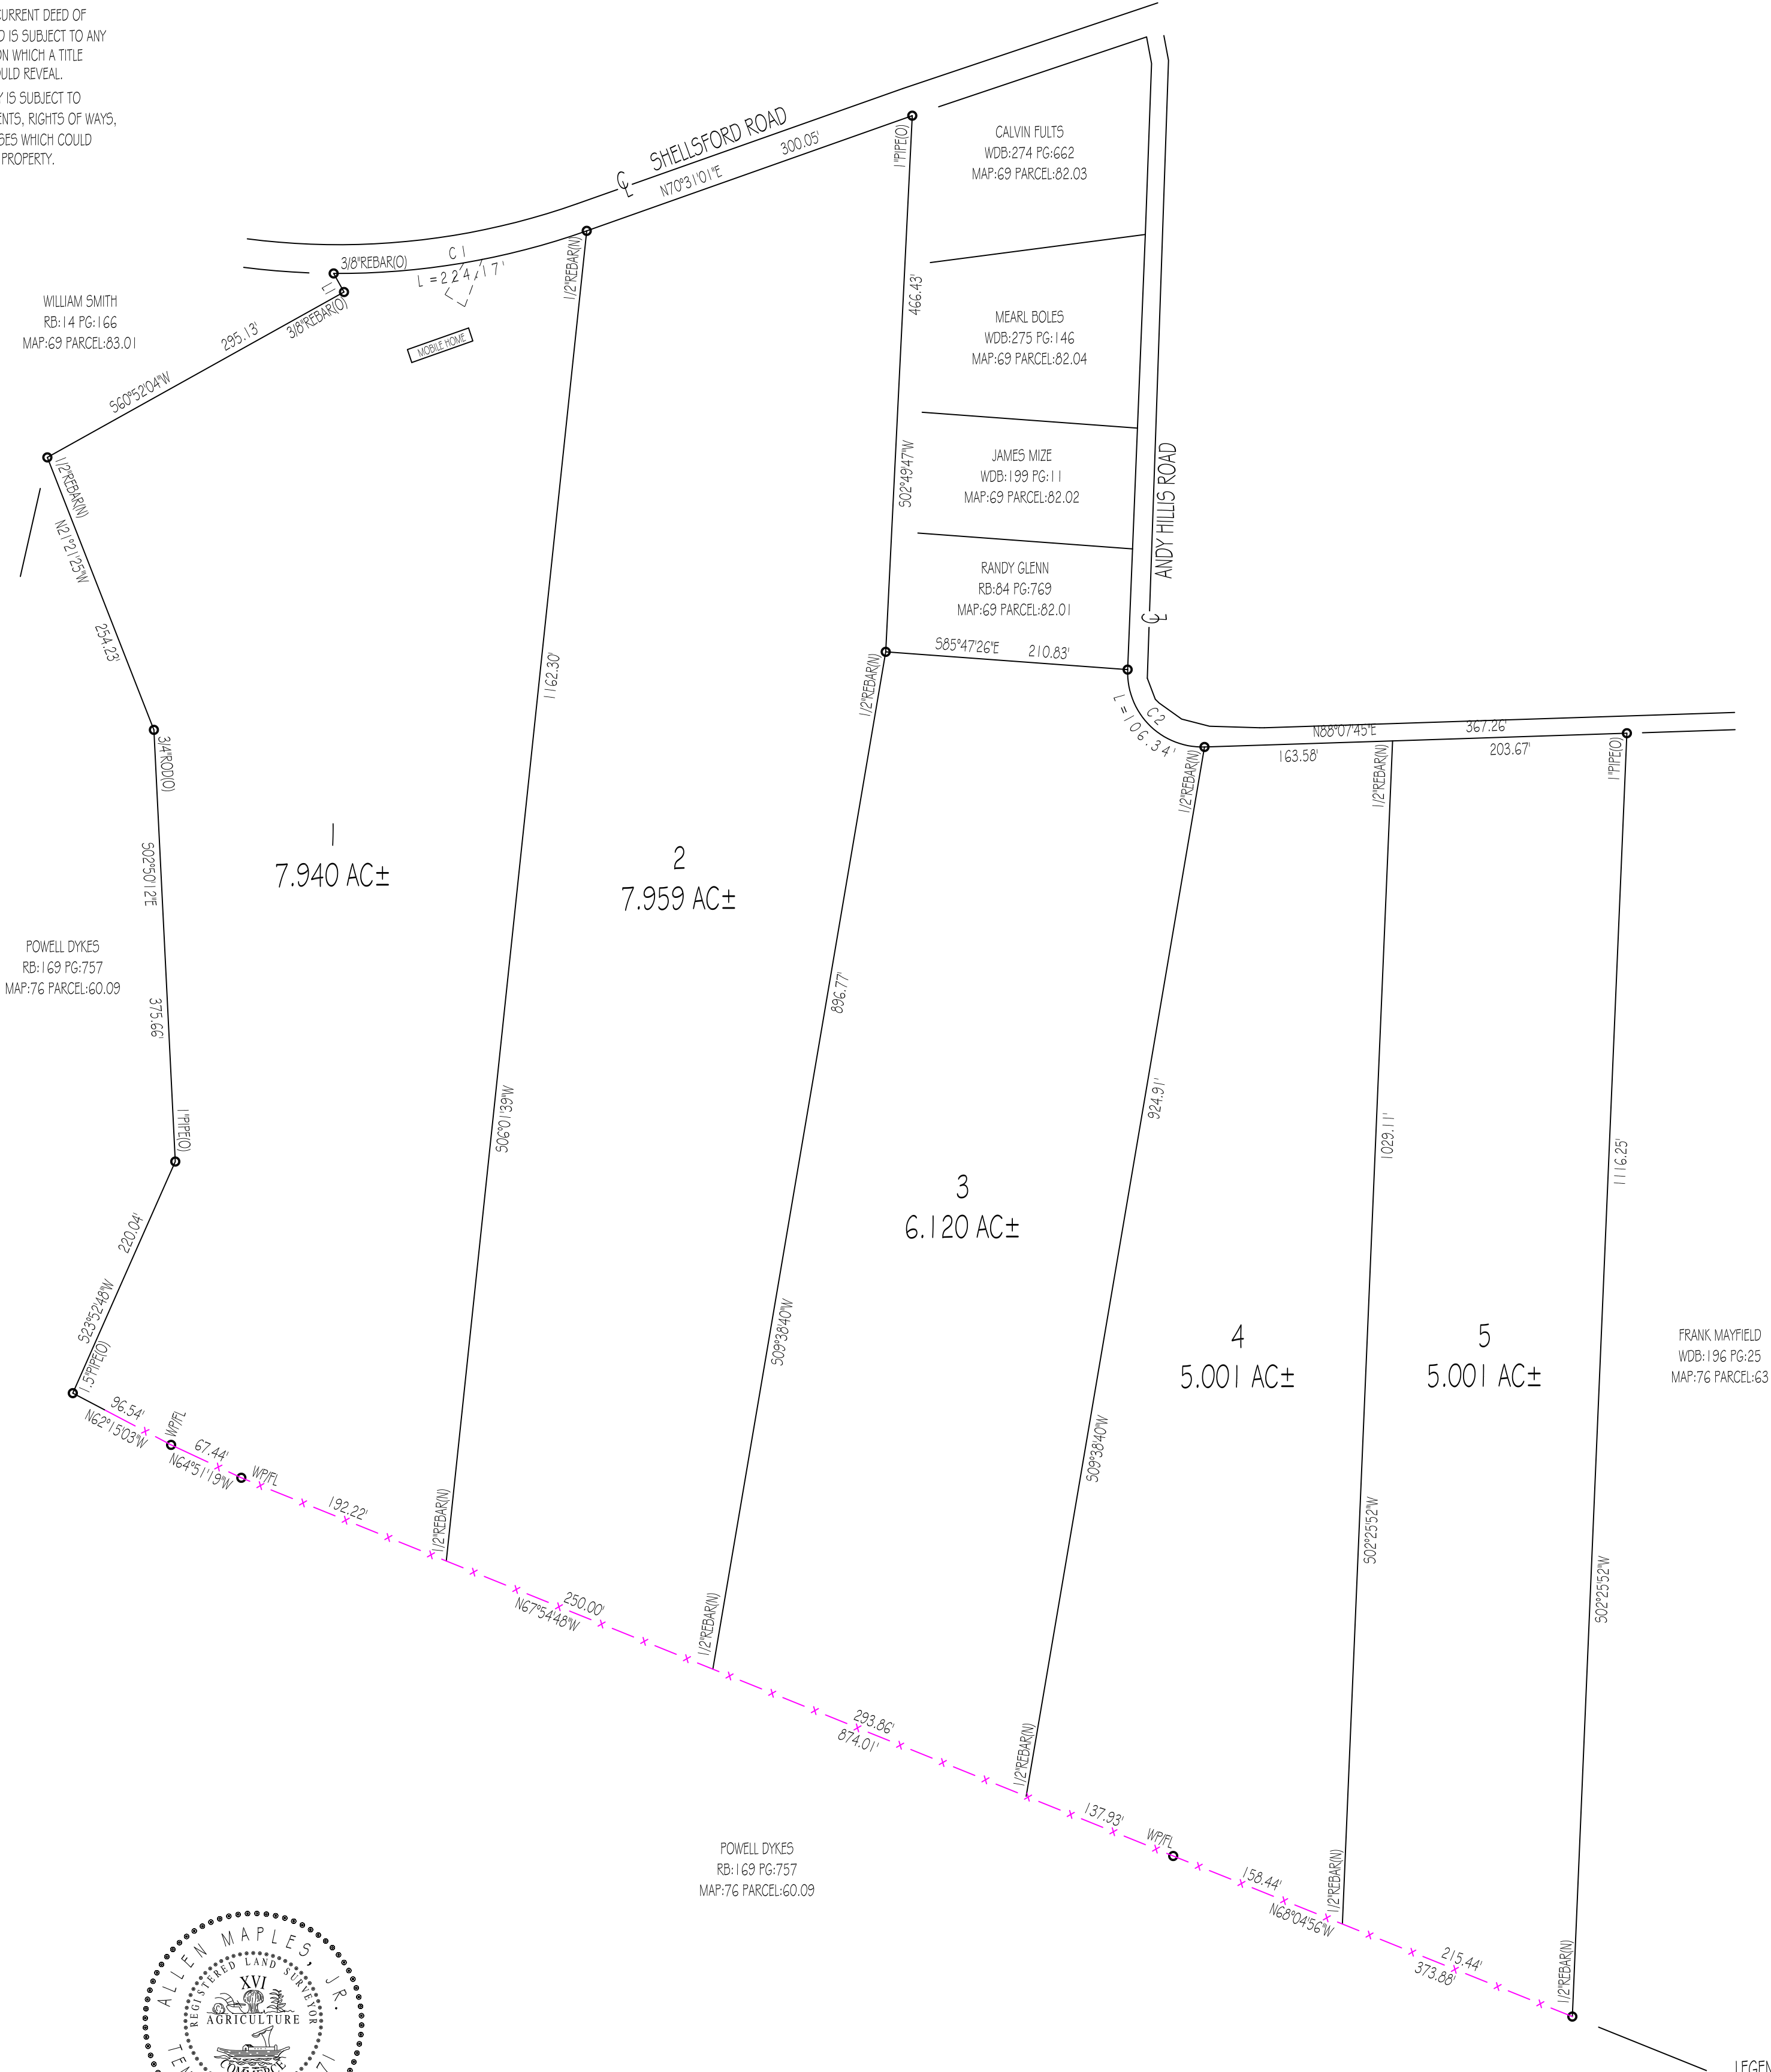 CURRENT DEED OF
IS SUBJECT TO ANY
ON WHICH A TITLE
REVEAL.
IS SUBJECT TO
RIGHTS OF WAYS,
WHICH COULD
PROPERTY.
SHELLSFORD ROAD
CL
N70°31'01"E
300.05'
1"PIPE(O)
CALVIN FULTS
WDB:274 PG:662
MAP:69 PARCEL:82.03
3/8"REBAR(O)
C1
L=224.17'
1/2"REBAR(N)
L1
3/8"REBAR(O)
MOBILE HOME
WILLIAM SMITH
RB:14 PG:166
MAP:69 PARCEL:83.01
295.13'
S60°52'04"W
466.43'
S02°49'47"W
MEARL BOLES
WDB:275 PG:146
MAP:69 PARCEL:82.04
JAMES MIZE
WDB:199 PG:11
MAP:69 PARCEL:82.02
ANDY HILLIS ROAD
CL
RANDY GLENN
RB:84 PG:769
MAP:69 PARCEL:82.01
1/2"REBAR(N)
N21°21'25"W
254.23'
1162.30'
S85°47'26"E 210.83'
1/2"REBAR(N)
C2
L=106.34'
N88°07'45"E 367.26'
163.58'
203.67'
1/2"REBAR(N)
1/2"REBAR(N)
1"PIPE(O)
3/4"ROD(O)
S02°50'12"E
375.66'
1
7.940 AC±
2
7.959 AC±
POWELL DYKES
RB:169 PG:757
MAP:76 PARCEL:60.09
896.77'
924.91'
1029.11'
1116.25'
1"PIPE(O)
S06°01'39"W
3
6.120 AC±
220.04'
S23°52'48"W
1.5"PIPE(O)
S09°38'40"W
4
5.001 AC±
5
5.001 AC±
FRANK MAYFIELD
WDB:196 PG:25
MAP:76 PARCEL:63
96.54'
N62°15'03"W
WP/FL
67.44'
N64°51'19"W
WP/FL
192.22'
1/2"REBAR(N)
S09°38'40"W
S02°25'52"W
S02°25'52"W
250.00'
N67°54'48"W
1/2"REBAR(N)
293.86'
874.01'
1/2"REBAR(N)
137.93'
WP/FL
158.44'
N68°04'56"W
1/2"REBAR(N)
215.44'
373.88'
1/2"REBAR(N)
POWELL DYKES
RB:169 PG:757
MAP:76 PARCEL:60.09
ALLEN MAPLES, JR.
REGISTERED LAND SURVEYOR
XVI
AGRICULTURE
COMMERCE